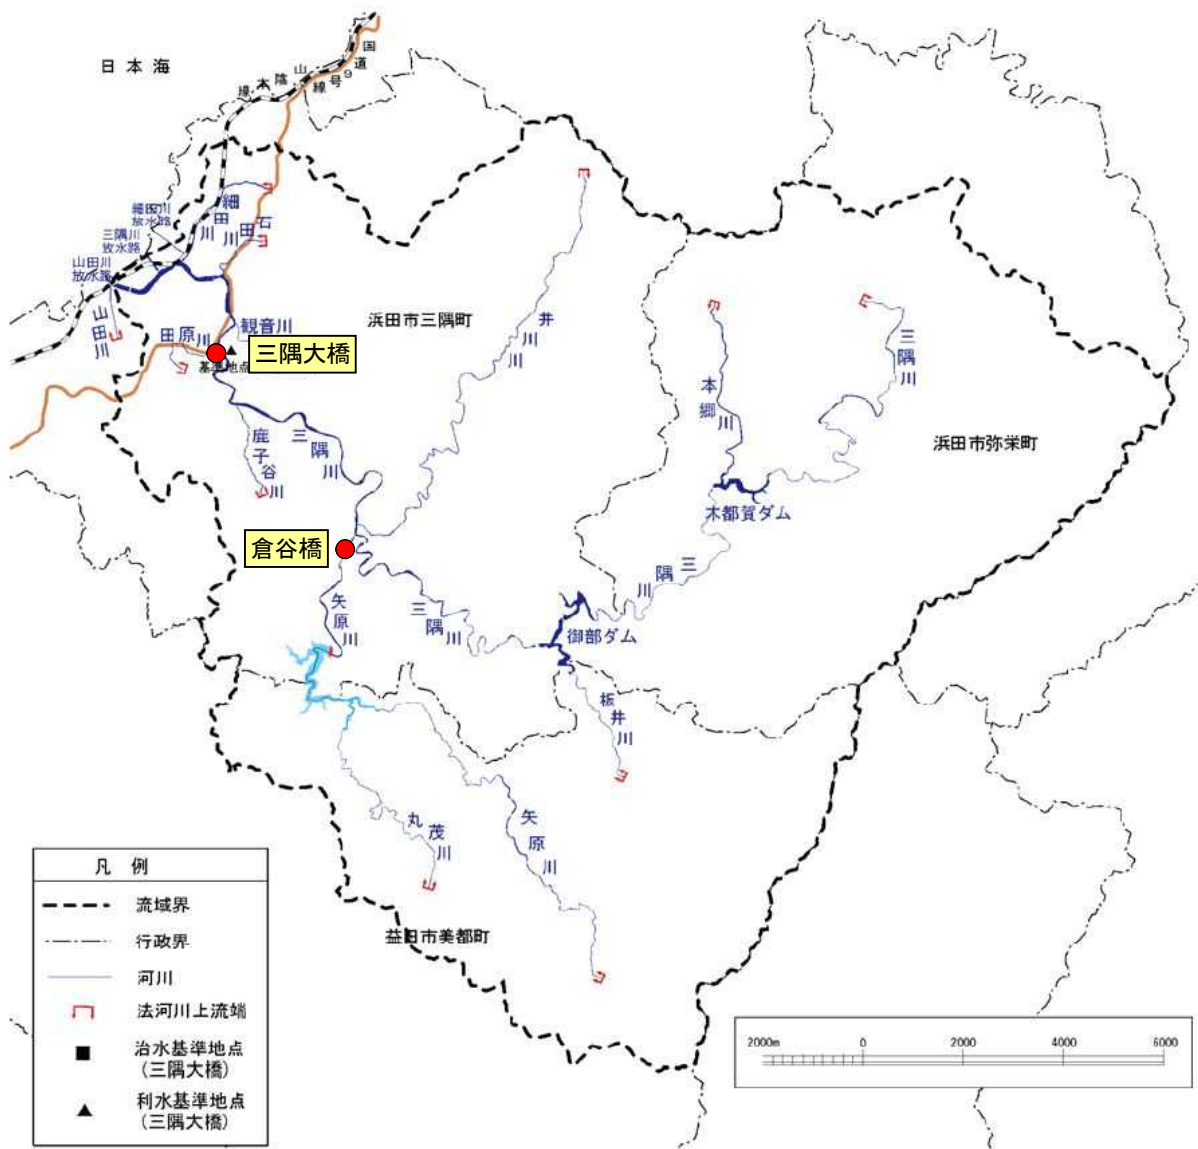 日本海
山陰本線
国道9号線
細田川
放水路
三隅川
放水路
山田川
放水路
細田川
石田川
山田川
田原川
観音川
三隅大橋
基準地点
浜田市三隅町
井川川
三隅川
本郷川
浜田市弥栄町
鹿子谷川
三隅川
木都賀ダム
倉谷橋
三隅川
矢原川
三隅川
御部ダム
板井川
丸茂川
矢原川
益田市美都町
凡例
流域界
行政界
河川
法河川上流端
治水基準地点
(三隅大橋)
利水基準地点
(三隅大橋)
2000m 0 2000 4000 6000